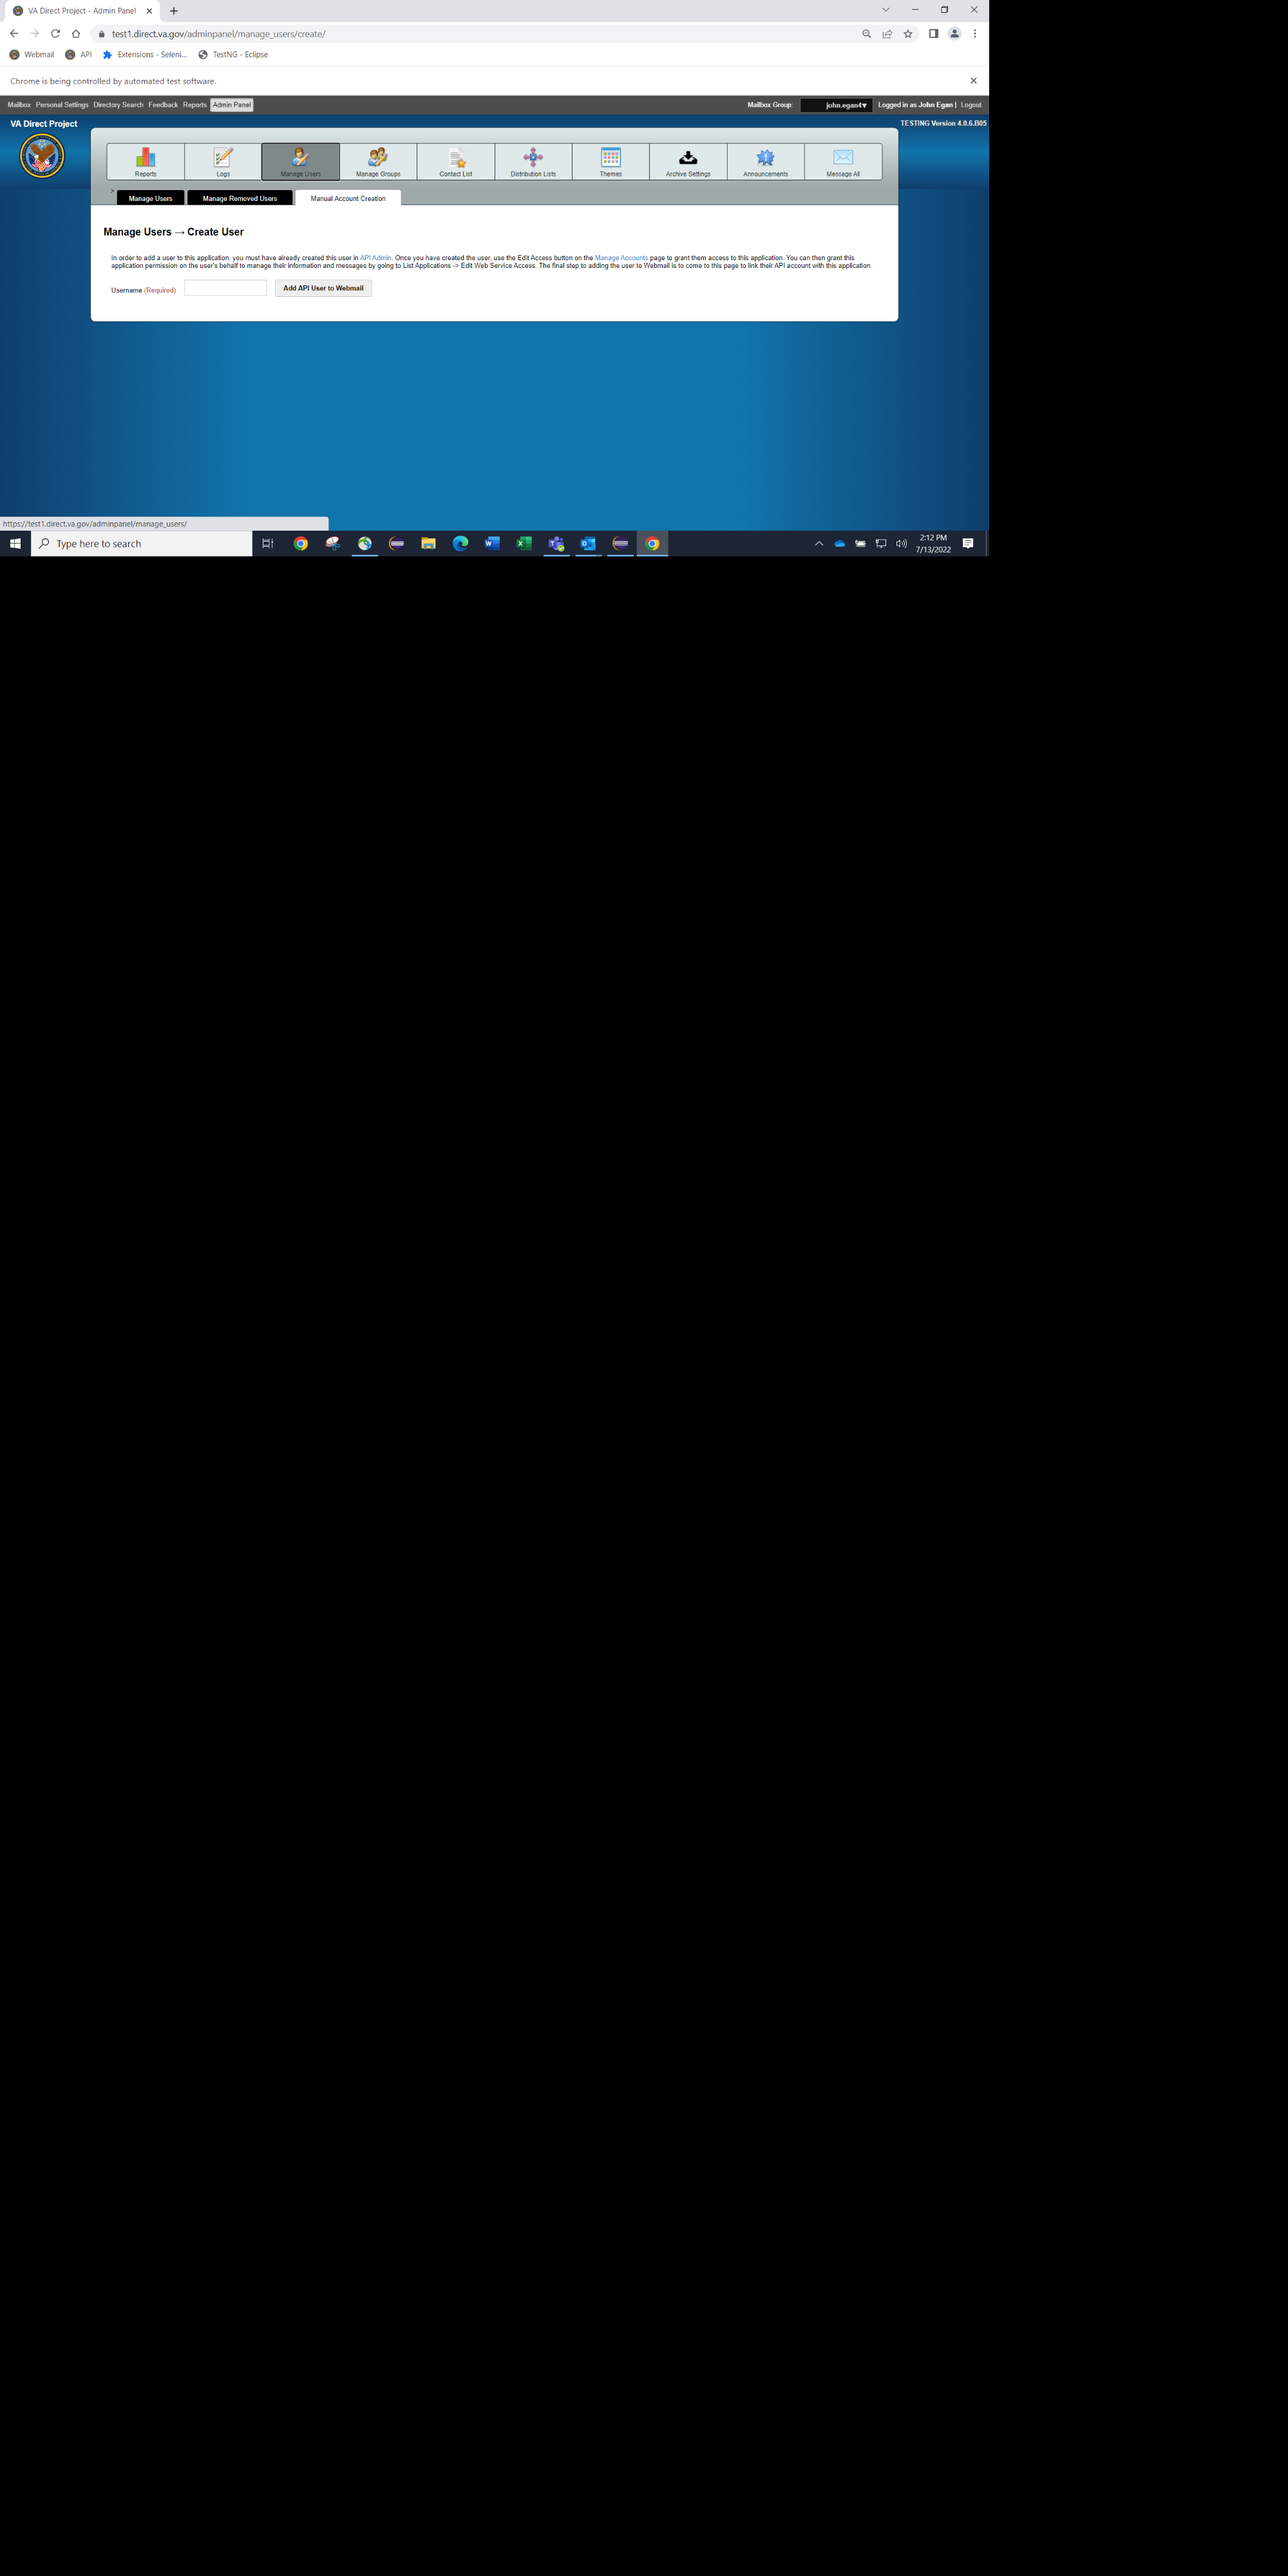 VA Direct Project - Admin Panel
test1.direct.va.gov/adminpanel/manage_users/create/
Webmail API Extensions - Seleni... TestNG - Eclipse
Chrome is being controlled by automated test software.
Mailbox Personal Settings Directory Search Feedback Reports Admin Panel Mailbox Group: john.egan4▾ Logged in as John Egan | Logout
VA Direct Project TESTING Version 4.0.6.B05
Reports Logs Manage Users Manage Groups Contact List Distribution Lists Themes Archive Settings Announcements Message All
>
Manage Users Manage Removed Users Manual Account Creation
Manage Users → Create User
In order to add a user to this application, you must have already created this user in API Admin. Once you have created the user, use the Edit Access button on the Manage Accounts page to grant them access to this application. You can then grant this
application permission on the user's behalf to manage their information and messages by going to List Applications -> Edit Web Service Access. The final step to adding the user to Webmail is to come to this page to link their API account with this application.
Username (Required) Add API User to Webmail
https://test1.direct.va.gov/adminpanel/manage_users/
Type here to search
2:12 PM
7/13/2022